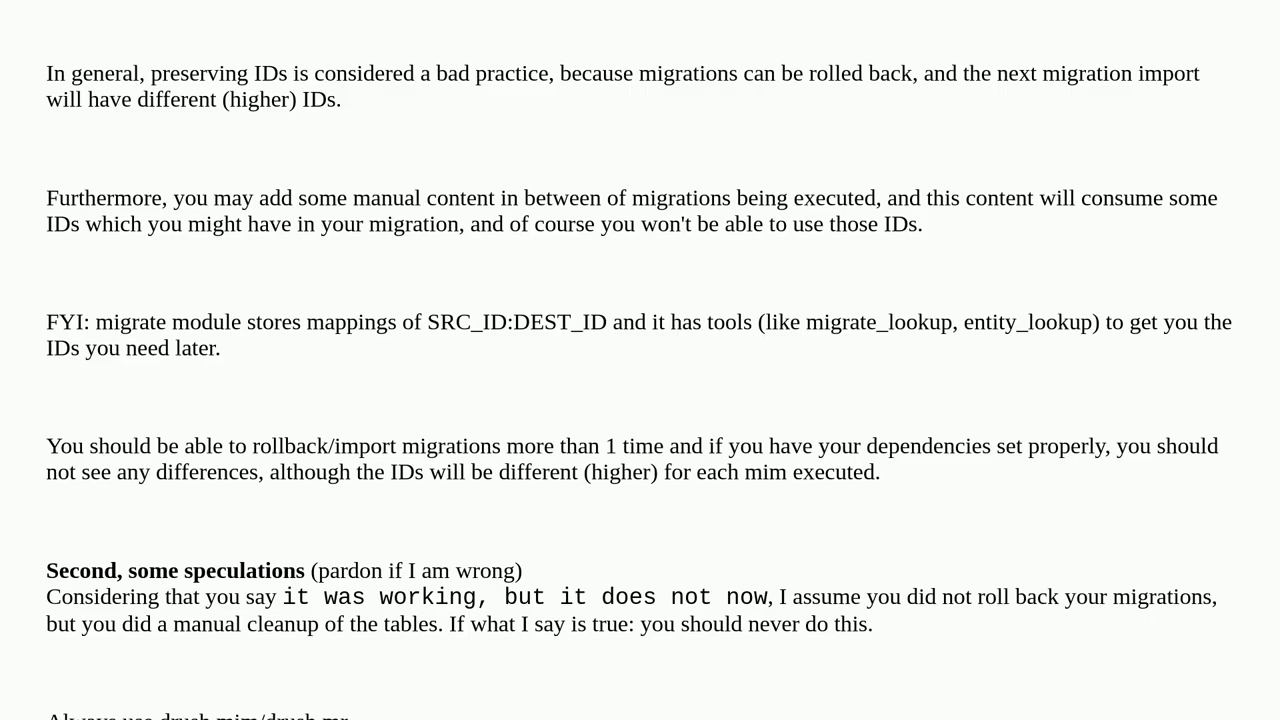 In general, preserving IDs is considered a bad practice, because migrations can be rolled back, and the next migration import
will have different (higher) IDs.
Furthermore, you may add some manual content in between of migrations being executed, and this content will consume some
IDs which you might have in your migration, and of course you won't be able to use those IDs.
FYI: migrate module stores mappings of SRC_ID:DEST_ID and it has tools (like migrate_lookup, entity_lookup) to get you the
IDs you need later.
You should be able to rollback/import migrations more than 1 time and if you have your dependencies set properly, you should
not see any differences, although the IDs will be different (higher) for each mim executed.
Second, some speculations (pardon if I am wrong)
Considering that you say it was working, but it does not now, I assume you did not roll back your migrations,
but you did a manual cleanup of the tables. If what I say is true: you should never do this.
Always use drush mim/drush mr